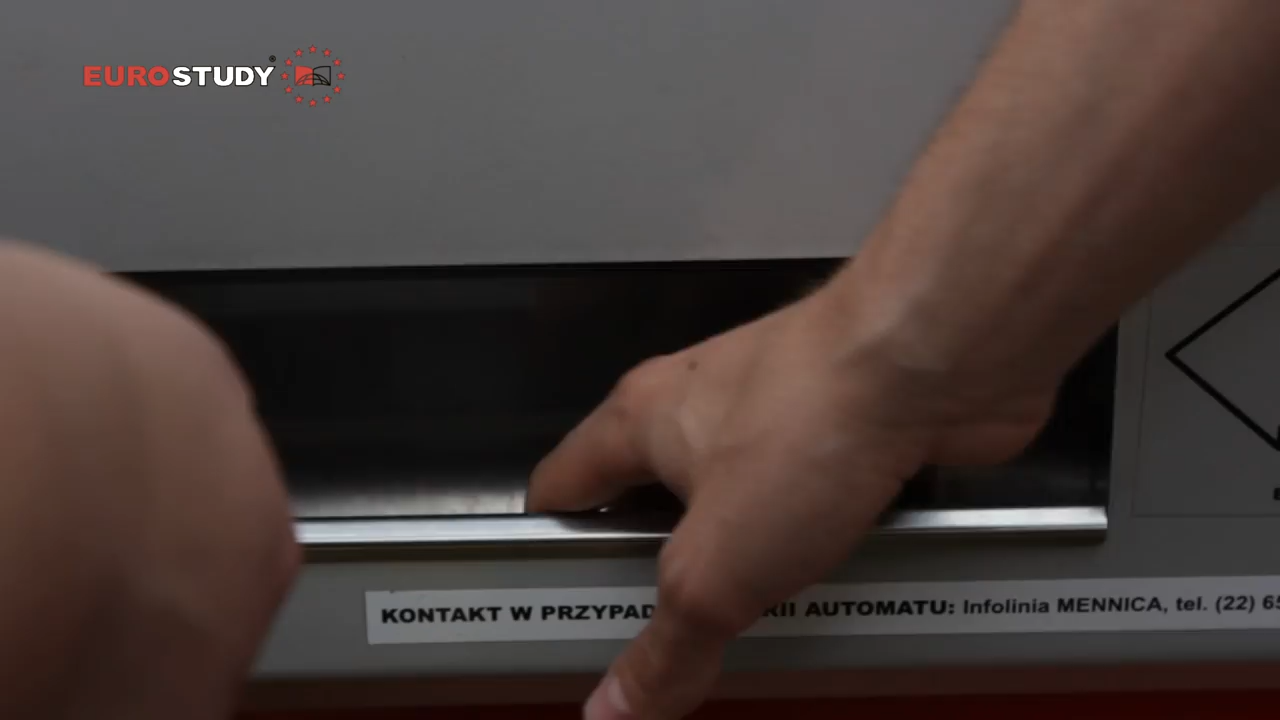 EUROSTUDY®
KONTAKT W PRZYPAD RII AUTOMATU: Infolinia MENNICA, tel. (22) 65